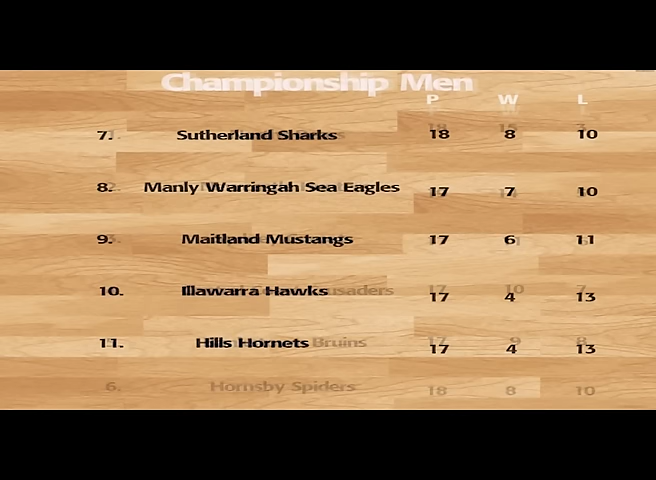 Championship Men
P W L
7. Sutherland Sharks 18 8 10
8. Manly Warringah Sea Eagles 17 7 10
9. Maitland Mustangs 17 6 11
10. Illawarra Hawks 17 4 13
11. Hills Hornets Bruins 17 4 13
6. Hornsby Spiders 18 8 10